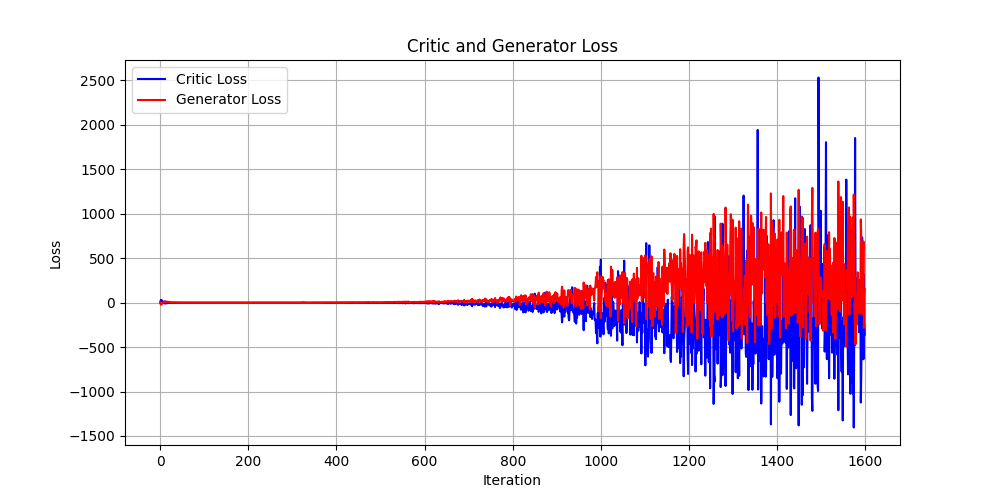 Critic and Generator Loss
Critic Loss
Generator Loss
2500
2000
1500
1000
500
0
−500
−1000
−1500
Loss
0 200 400 600 800 1000 1200 1400 1600
Iteration